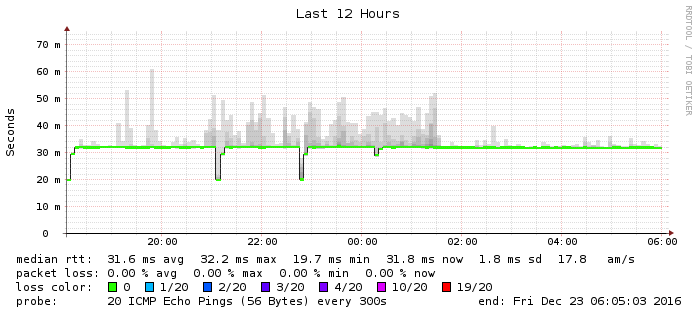 Last 12 Hours
RRDTOOL / TOBI OETIKER
Seconds
70 m
60 m
50 m
40 m
30 m
20 m
10 m
0
20:00 22:00 00:00 02:00 04:00 06:00
median rtt: 31.6 ms avg 32.2 ms max 19.7 ms min 31.8 ms now 1.8 ms sd 17.8 am/s
packet loss: 0.00 % avg 0.00 % max 0.00 % min 0.00 % now
loss color: 0 1/20 2/20 3/20 4/20 10/20 19/20
probe: 20 ICMP Echo Pings (56 Bytes) every 300s end: Fri Dec 23 06:05:03 2016